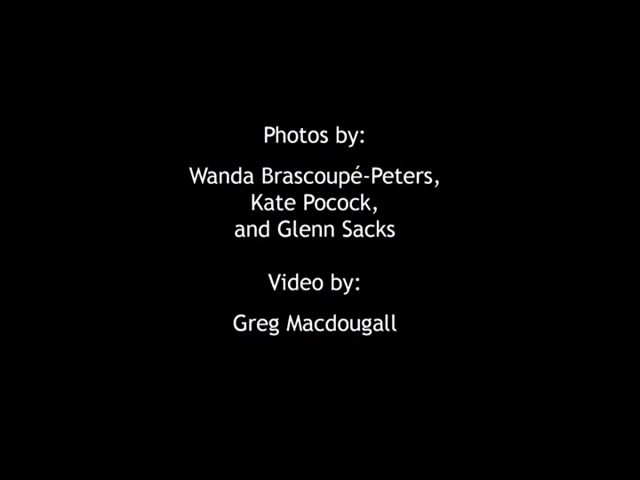 Photos by:
Wanda Brascoupé-Peters,
Kate Pocock,
and Glenn Sacks
Video by:
Greg Macdougall